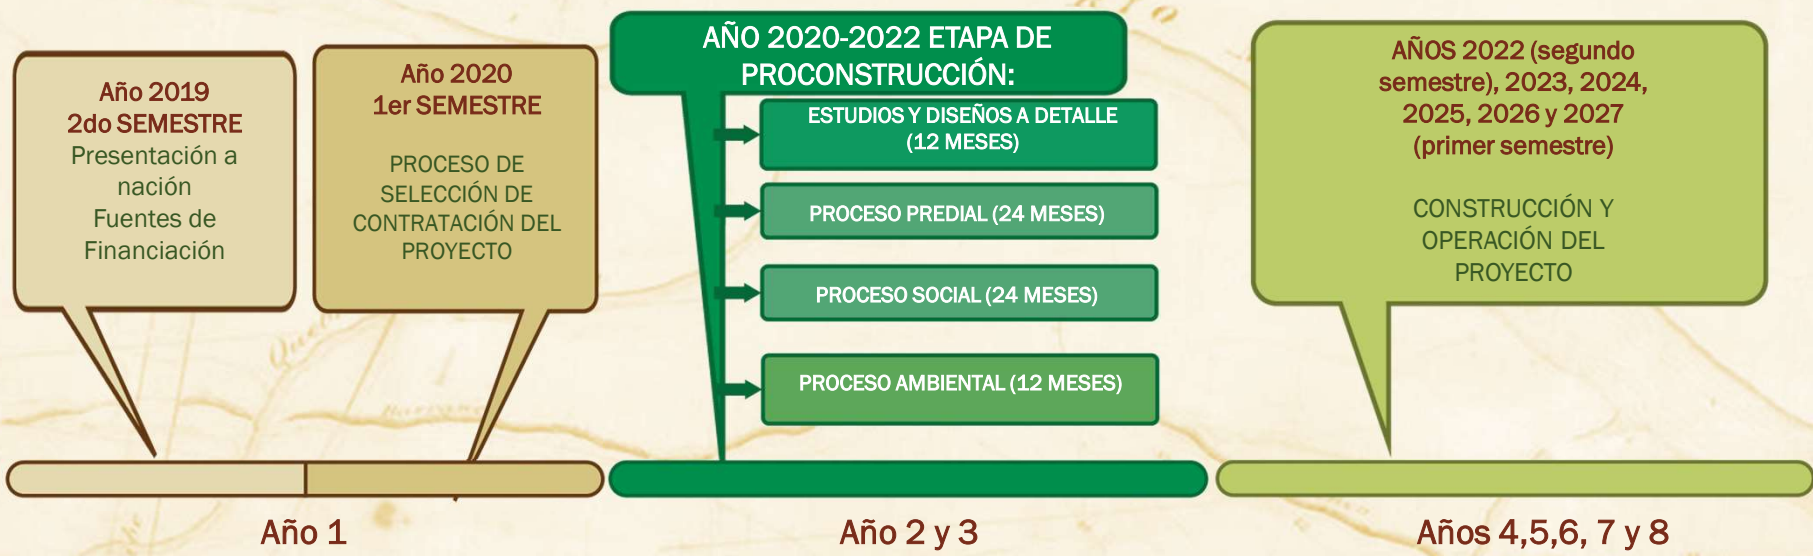 Año 2019
2do SEMESTRE
Presentación a
nación
Fuentes de
Financiación
Año 2020
1er SEMESTRE
PROCESO DE
SELECCIÓN DE
CONTRATACIÓN DEL
PROYECTO
AÑO 2020-2022 ETAPA DE
PROCONSTRUCCIÓN:
ESTUDIOS Y DISEÑOS A DETALLE
(12 MESES)
PROCESO PREDIAL (24 MESES)
PROCESO SOCIAL (24 MESES)
PROCESO AMBIENTAL (12 MESES)
AÑOS 2022 (segundo
semestre), 2023, 2024,
2025, 2026 y 2027
(primer semestre)
CONSTRUCCIÓN Y
OPERACIÓN DEL
PROYECTO
Año 1
Año 2 y 3
Años 4,5,6, 7 y 8